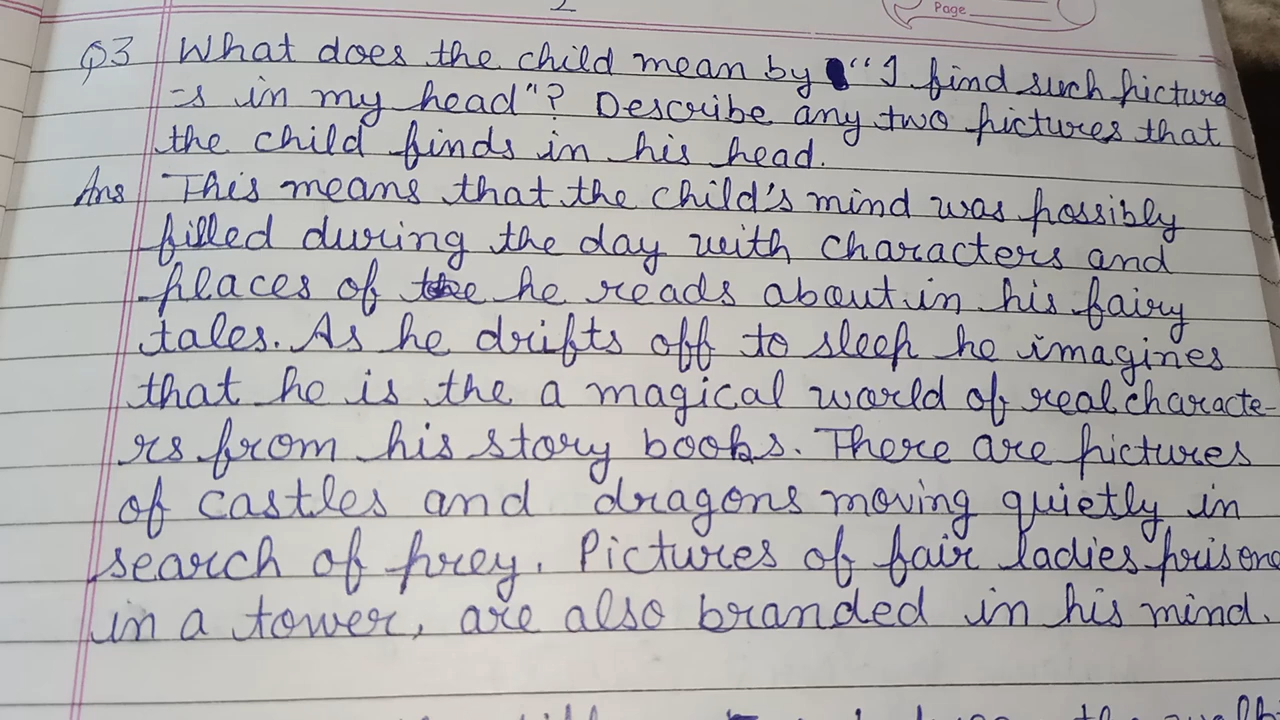 2
Page
Q3 What does the child mean by "I find such picture
-s in my head"? Describe any two pictures that
the child finds in his head.
Ans This means that the child's mind was possibly
filled during the day with characters and
places of he reads about in his fairy
tales. As he drifts off to sleep he imagines
that he is the a magical world of real characte-
rs from his story books. There are pictures
of castles and dragons moving quietly in
search of prey. Pictures of fair ladies prisone
in a tower, are also branded in his mind.